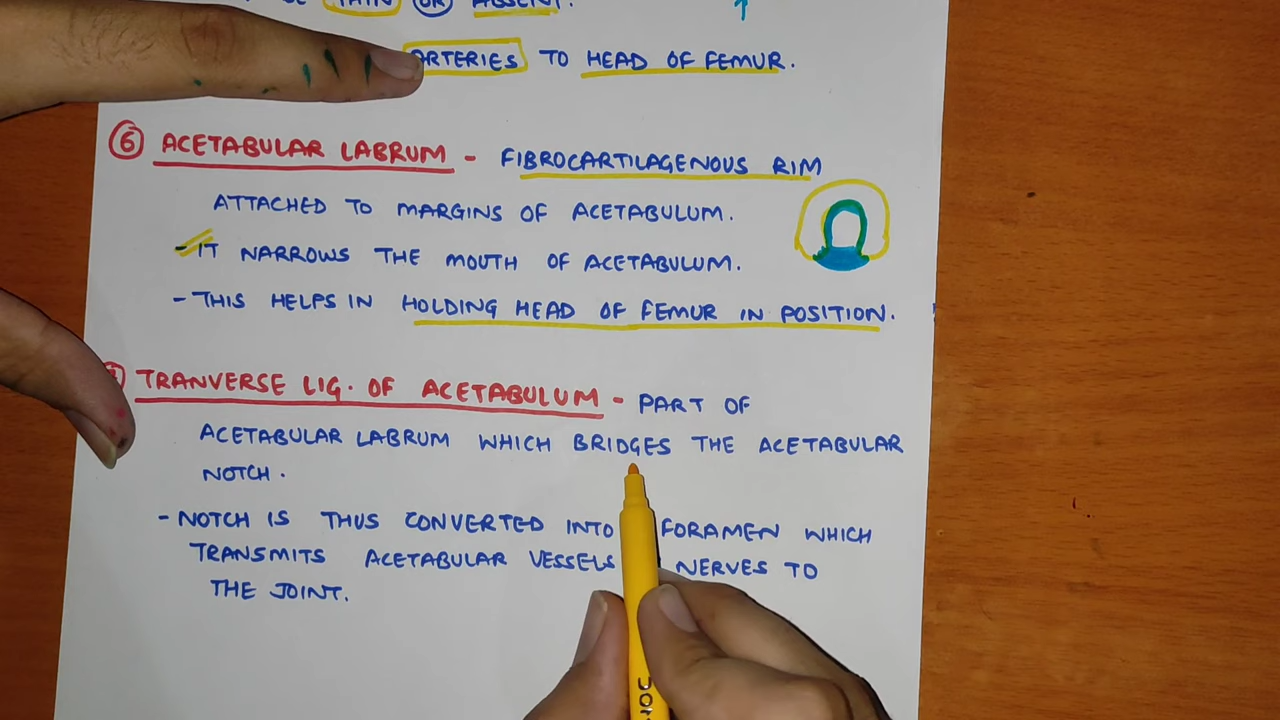 THIN OR ABSENT.
ARTERIES TO HEAD OF FEMUR.
6 ACETABULAR LABRUM - FIBROCARTILAGENOUS RIM
ATTACHED TO MARGINS OF ACETABULUM.
- IT NARROWS THE MOUTH OF ACETABULUM.
- THIS HELPS IN HOLDING HEAD OF FEMUR IN POSITION.
TRANVERSE LIG. OF ACETABULUM - PART OF
ACETABULAR LABRUM WHICH BRIDGES THE ACETABULAR
NOTCH.
- NOTCH IS THUS CONVERTED INTO FORAMEN WHICH
TRANSMITS ACETABULAR VESSELS NERVES TO
THE JOINT.